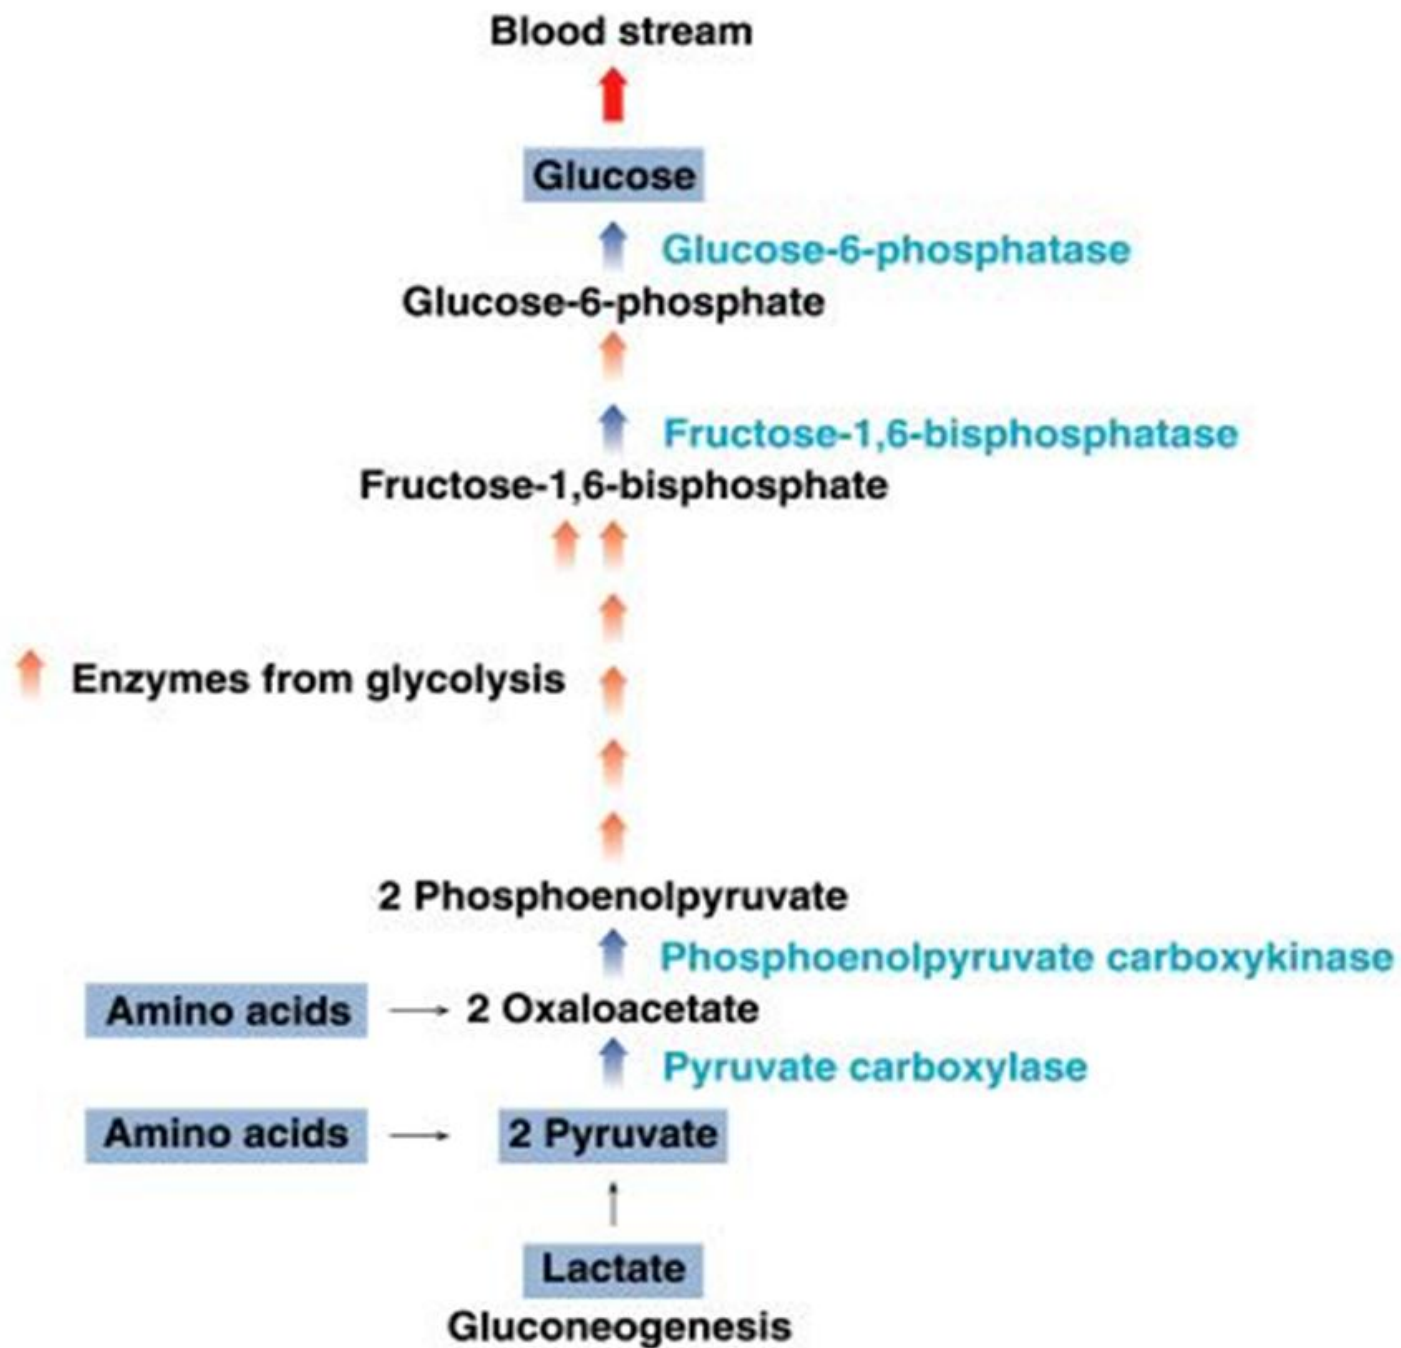 Blood stream
Glucose
Glucose-6-phosphatase
Glucose-6-phosphate
Fructose-1,6-bisphosphatase
Fructose-1,6-bisphosphate
Enzymes from glycolysis
2 Phosphoenolpyruvate
Phosphoenolpyruvate carboxykinase
Amino acids
2 Oxaloacetate
Pyruvate carboxylase
Amino acids
2 Pyruvate
Lactate
Gluconeogenesis